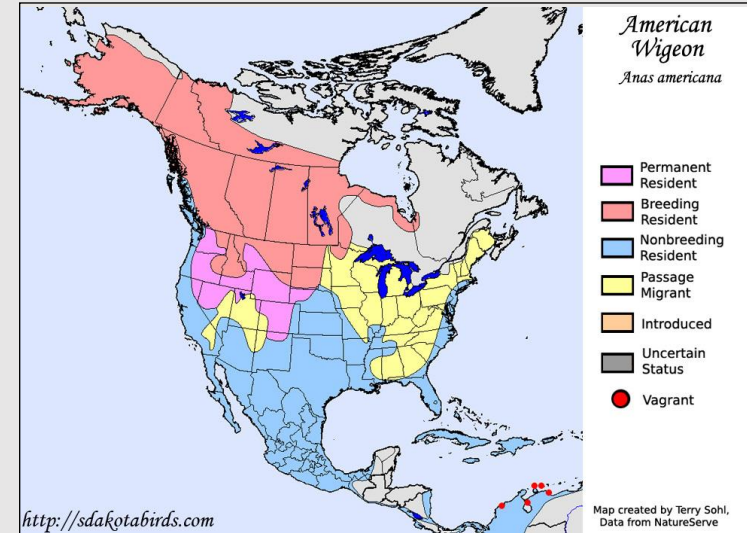 American
Wigeon
Anas americana
Permanent
Resident
Breeding
Resident
Nonbreeding
Resident
Passage
Migrant
Introduced
Uncertain
Status
Vagrant
http://sdakotabirds.com
Map created by Terry Sohl,
Data from NatureServe